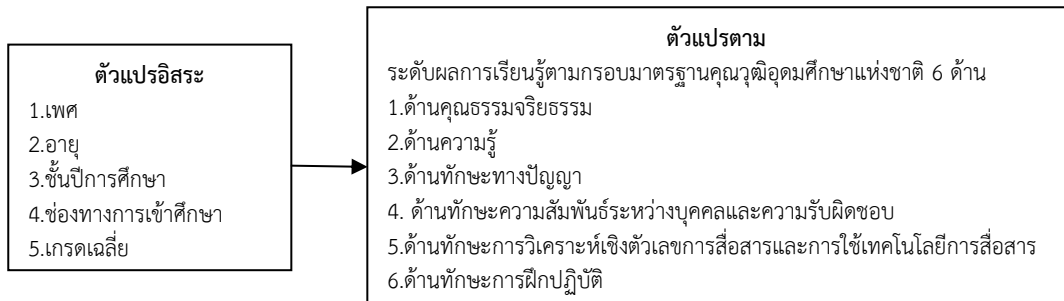 ตัวแปรอิสระ
1.เพศ
2.อายุ
3.ชั้นปีการศึกษา
4.ช่องทางการเข้าศึกษา
5.เกรดเฉลี่ย
ตัวแปรตาม
ระดับผลการเรียนรู้ตามกรอบมาตรฐานคุณวุฒิอุดมศึกษาแห่งชาติ 6 ด้าน
1.ด้านคุณธรรมจริยธรรม
2.ด้านความรู้
3.ด้านทักษะทางปัญญา
4. ด้านทักษะความสัมพันธ์ระหว่างบุคคลและความรับผิดชอบ
5.ด้านทักษะการวิเคราะห์เชิงตัวเลขการสื่อสารและการใช้เทคโนโลยีการสื่อสาร
6.ด้านทักษะการฝึกปฏิบัติ